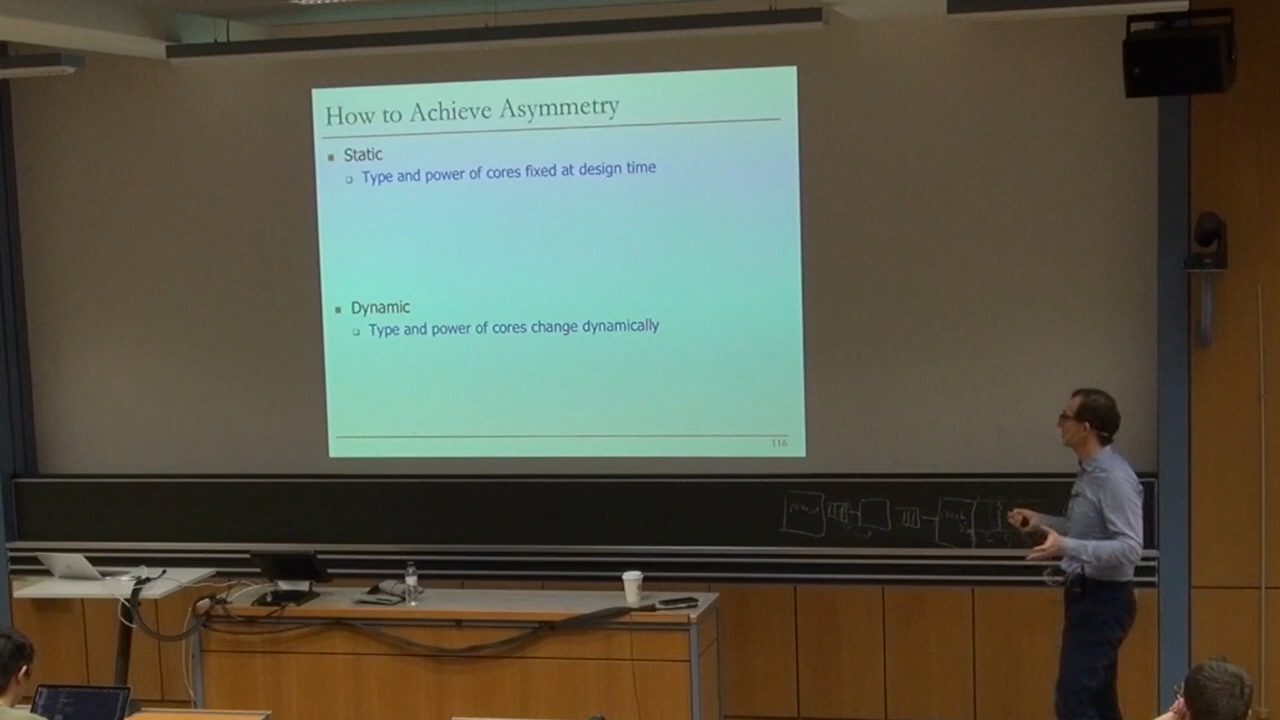 How to Achieve Asymmetry
Static
Type and power of cores fixed at design time
Dynamic
Type and power of cores change dynamically
116